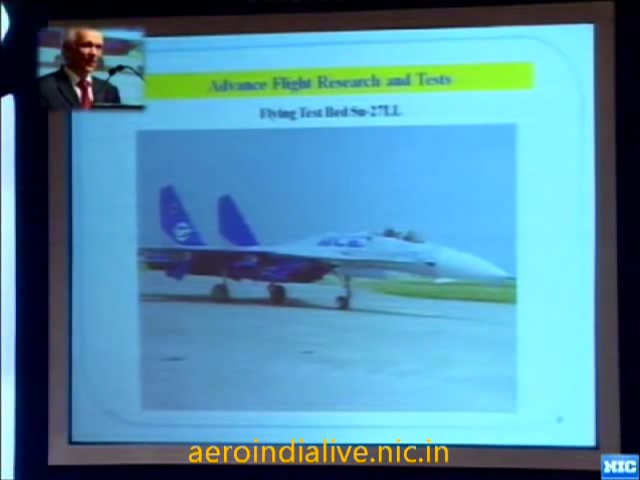 Advance Flight Research and Tests
Flying Test Bed Su-27LL
aeroindialive.nic.in
NIC